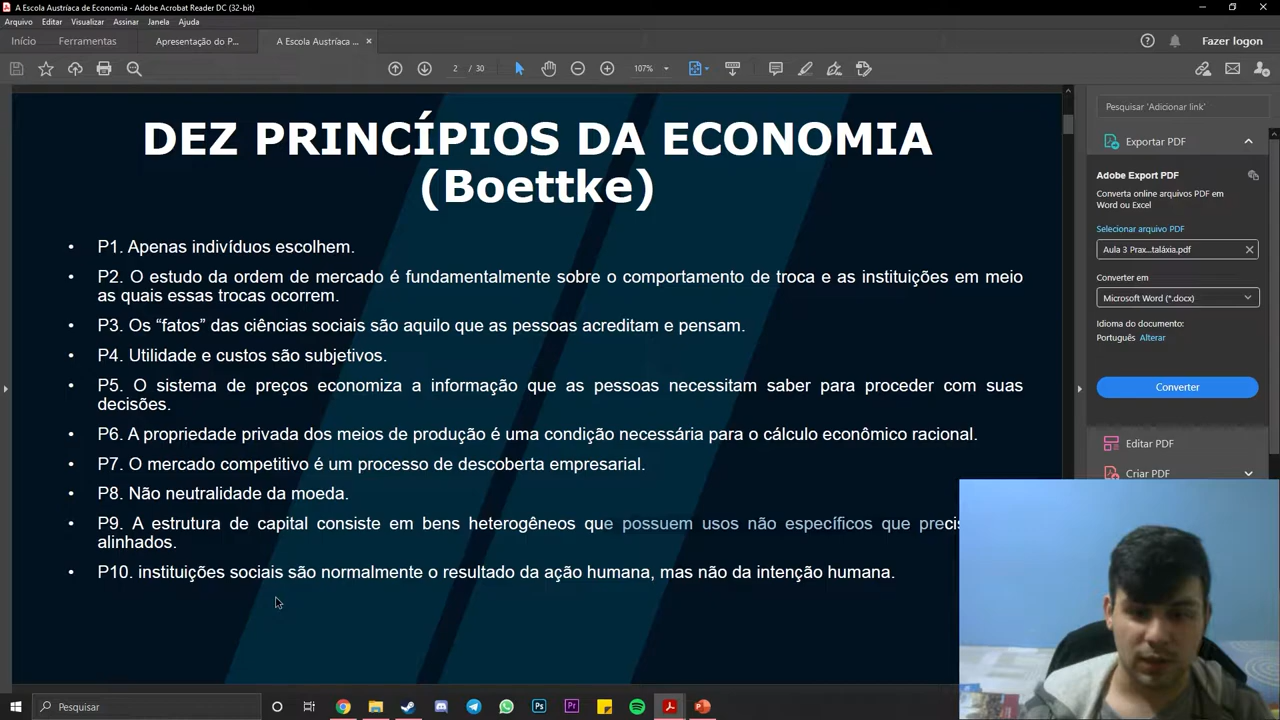 A Escola Austríaca de Economia - Adobe Acrobat Reader DC (32-bit)
Arquivo Editar Visualizar Assinar Janela Ajuda
Início Ferramentas Apresentação do P... A Escola Austríaca ... ×
Fazer logon
2 / 30 107%
Pesquisar 'Adicionar link'
DEZ PRINCÍPIOS DA ECONOMIA
(Boettke)
• P1. Apenas indivíduos escolhem.
• P2. O estudo da ordem de mercado é fundamentalmente sobre o comportamento de troca e as instituições em meio
as quais essas trocas ocorrem.
• P3. Os “fatos” das ciências sociais são aquilo que as pessoas acreditam e pensam.
• P4. Utilidade e custos são subjetivos.
• P5. O sistema de preços economiza a informação que as pessoas necessitam saber para proceder com suas
decisões.
• P6. A propriedade privada dos meios de produção é uma condição necessária para o cálculo econômico racional.
• P7. O mercado competitivo é um processo de descoberta empresarial.
• P8. Não neutralidade da moeda.
• P9. A estrutura de capital consiste em bens heterogêneos que possuem usos não específicos que precis
alinhados.
• P10. instituições sociais são normalmente o resultado da ação humana, mas não da intenção humana.
Exportar PDF
Adobe Export PDF
Converta online arquivos PDF em
Word ou Excel
Selecionar arquivo PDF
Aula 3 Prax...taláxia.pdf
Converter em
Microsoft Word (*.docx)
Idioma do documento:
Português Alterar
Converter
Editar PDF
Criar PDF
Pesquisar
Ps Pr